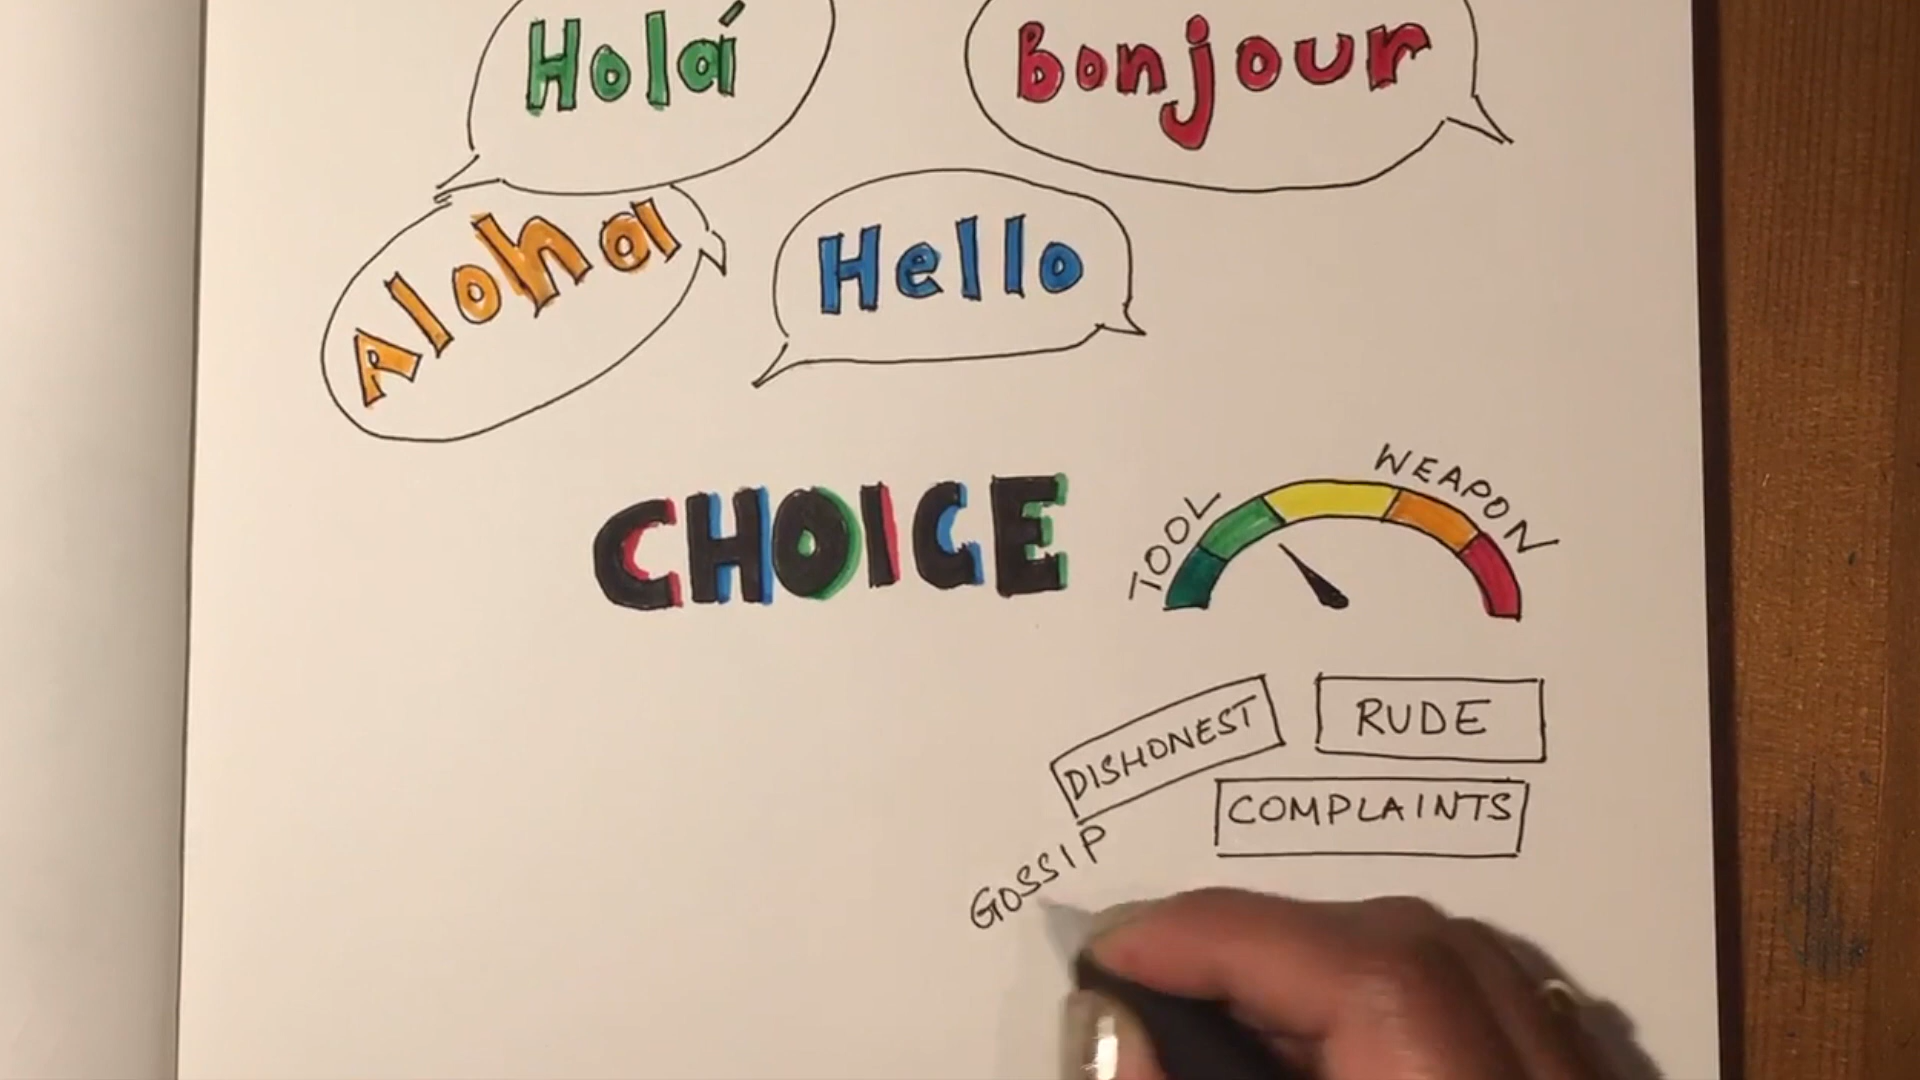 Holá
Bonjour
Aloha
Hello
CHOICE
TOOL
WEAPON
DISHONEST
RUDE
COMPLAINTS
GOSSIP